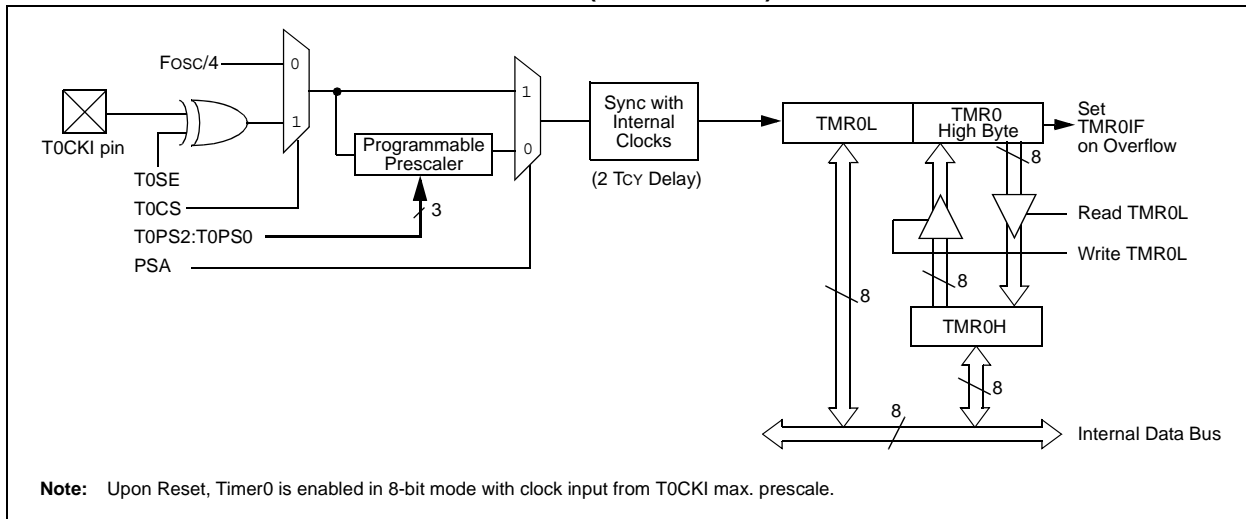 FOSC/4
0
1
T0CKI pin
T0SE
T0CS
T0PS2:T0PS0
PSA
Programmable
Prescaler
3
1
0
Sync with
Internal
Clocks
(2 TCY Delay)
TMR0L
TMR0
High Byte
Set
TMR0IF
on Overflow
8
Read TMR0L
Write TMR0L
8
8
TMR0H
8
8
Internal Data Bus
Note: Upon Reset, Timer0 is enabled in 8-bit mode with clock input from T0CKI max. prescale.